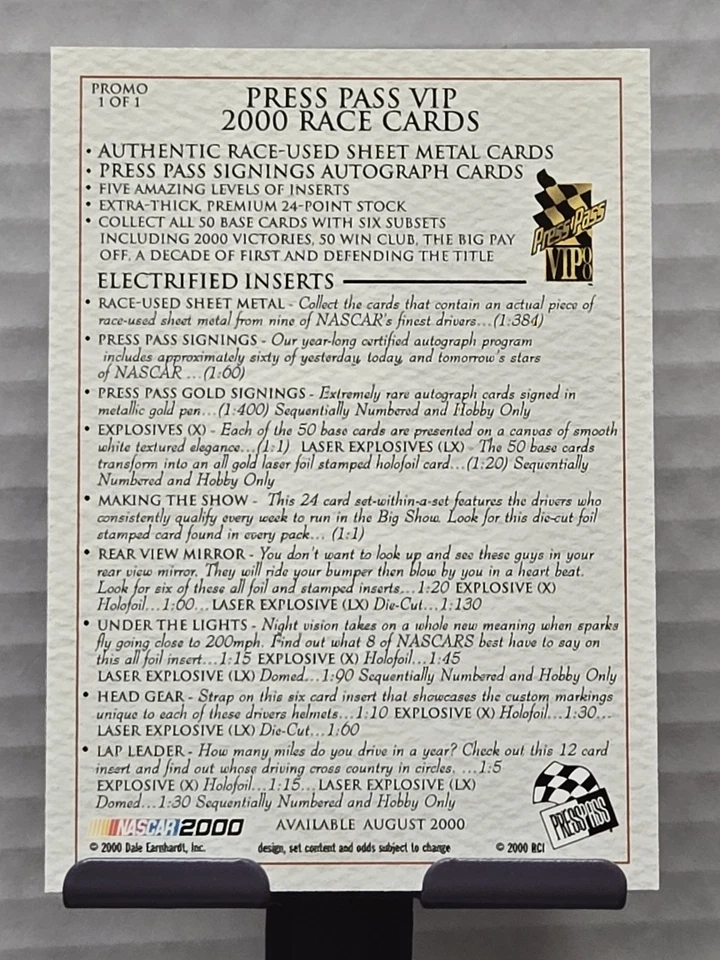 PROMO
1 OF 1
PRESS PASS VIP
2000 RACE CARDS
• AUTHENTIC RACE-USED SHEET METAL CARDS
• PRESS PASS SIGNINGS AUTOGRAPH CARDS
• FIVE AMAZING LEVELS OF INSERTS
• EXTRA-THICK, PREMIUM 24-POINT STOCK
• COLLECT ALL 50 BASE CARDS WITH SIX SUBSETS
INCLUDING 2000 VICTORIES, 50 WIN CLUB, THE BIG PAY
OFF, A DECADE OF FIRST AND DEFENDING THE TITLE
Press Pass
VIP
ELECTRIFIED INSERTS
• RACE-USED SHEET METAL - Collect the cards that contain an actual piece of
race-used sheet metal from nine of NASCAR's finest drivers...(1:384)
• PRESS PASS SIGNINGS - Our year-long certified autograph program
includes approximately sixty of yesterday, today, and tomorrow's stars
of NASCAR ...(1:60)
• PRESS PASS GOLD SIGNINGS - Extremely rare autograph cards signed in
metallic gold pen...(1:400) Sequentially Numbered and Hobby Only
• EXPLOSIVES (X) - Each of the 50 base cards are presented on a canvas of smooth
white textured elegance...(1:1) LASER EXPLOSIVES (LX) - The 50 base cards
transform into an all gold laser foil stamped holofoil card...(1:20) Sequentially
Numbered and Hobby Only
• MAKING THE SHOW - This 24 card set-within-a-set features the drivers who
consistently qualify every week to run in the Big Show. Look for this die-cut foil
stamped card found in every pack... (1:1)
• REAR VIEW MIRROR - You don't want to look up and see these guys in your
rear view mirror. They will ride your bumper then blow by you in a heart beat.
Look for six of these all foil and stamped inserts...1:20 EXPLOSIVE (X)
Holofoil...1:60... LASER EXPLOSIVE (LX) Die-Cut...1:130
• UNDER THE LIGHTS - Night vision takes on a whole new meaning when sparks
fly going close to 200mph. Find out what 8 of NASCARS best have to say on
this all foil insert...1:15 EXPLOSIVE (X) Holofoil...1:45
LASER EXPLOSIVE (LX) Domed...1:90 Sequentially Numbered and Hobby Only
• HEAD GEAR - Strap on this six card insert that showcases the custom markings
unique to each of these drivers helmets...1:10 EXPLOSIVE (X) Holofoil...1:30...
LASER EXPLOSIVE (LX) Die-Cut...1:60
• LAP LEADER - How many miles do you drive in a year? Check out this 12 card
insert and find out whose driving cross country in circles. ...1:5
EXPLOSIVE (X) Holofoil...1:15...LASER EXPLOSIVE (LX)
Domed...1:30 Sequentially Numbered and Hobby Only
NASCAR 2000
AVAILABLE AUGUST 2000
PRESS PASS
© 2000 Dale Earnhardt, Inc.
design, set content and odds subject to change
© 2000 RCI